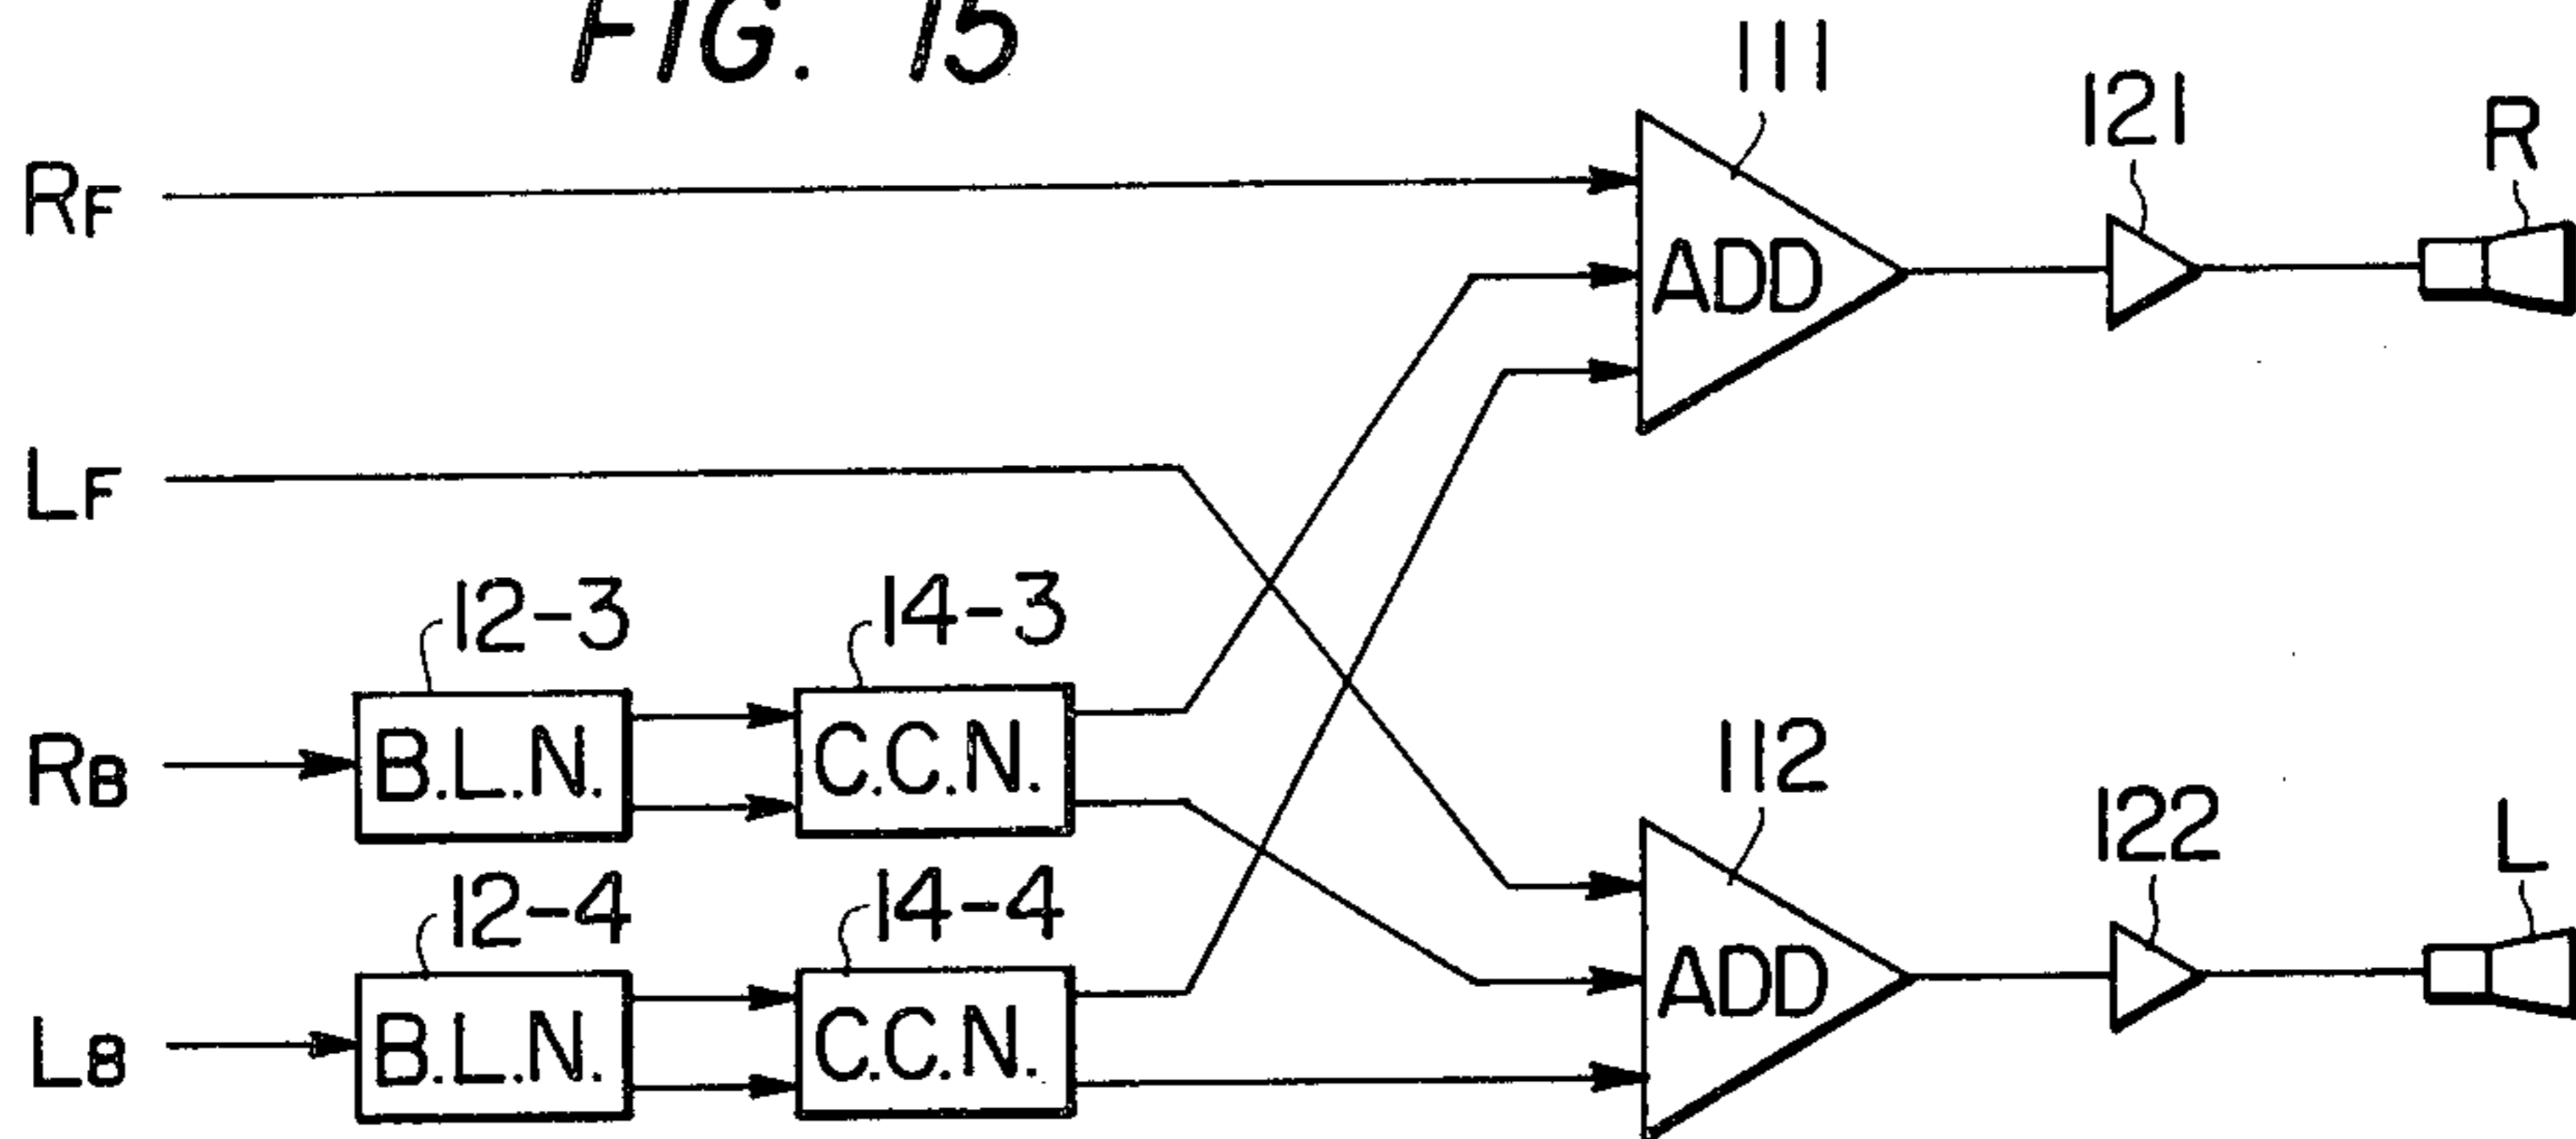 FIG. 15
111
121
R
RF
ADD
LF
12-3
14-3
RB
B.L.N.
C.C.N.
112
122
L
12-4
14-4
ADD
LB
B.L.N.
C.C.N.